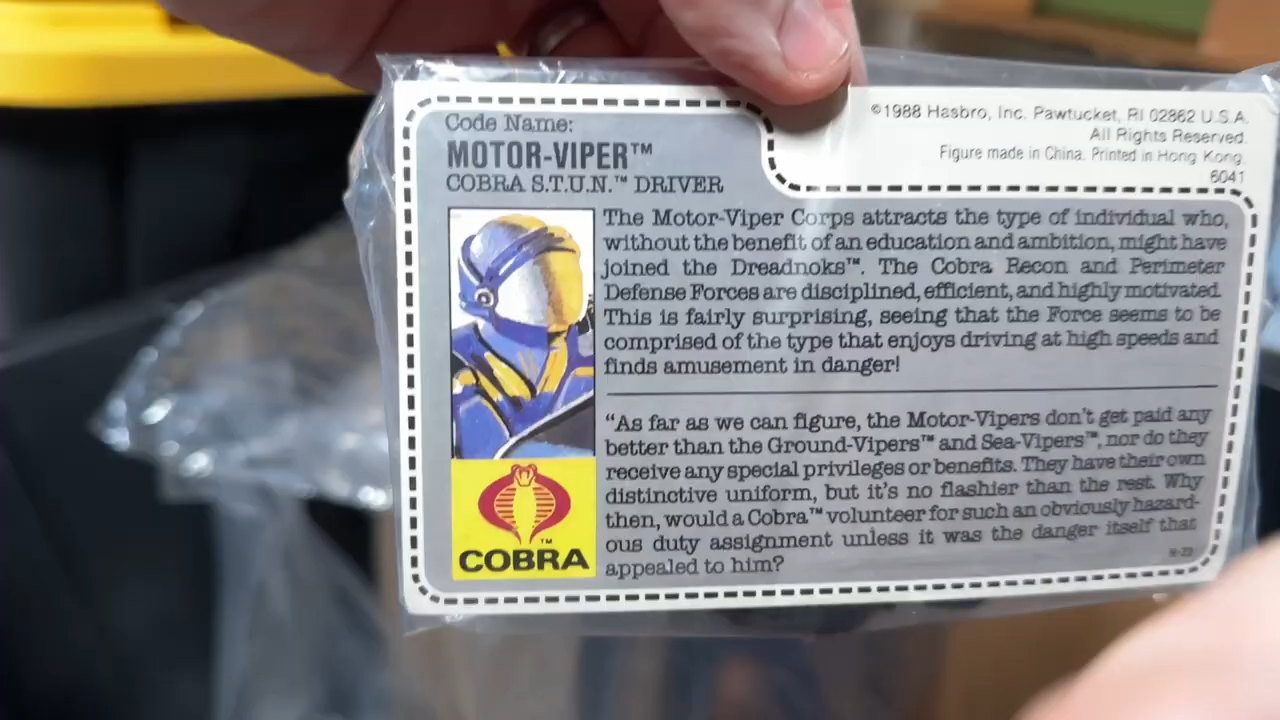 Code Name:
MOTOR-VIPER™
COBRA S.T.U.N.™ DRIVER
©1988 Hasbro, Inc. Pawtucket, RI 02862 U.S.A.
All Rights Reserved.
Figure made in China. Printed in Hong Kong.
6041
The Motor-Viper Corps attracts the type of individual who,
without the benefit of an education and ambition, might have
joined the Dreadnoks™. The Cobra Recon and Perimeter
Defense Forces are disciplined, efficient, and highly motivated.
This is fairly surprising, seeing that the Force seems to be
comprised of the type that enjoys driving at high speeds and
finds amusement in danger!
“As far as we can figure, the Motor-Vipers don’t get paid any
better than the Ground-Vipers™ and Sea-Vipers™, nor do they
receive any special privileges or benefits. They have their own
distinctive uniform, but it’s no flashier than the rest. Why
then, would a Cobra™ volunteer for such an obviously hazard-
ous duty assignment unless it was the danger itself that
appealed to him?
™
COBRA